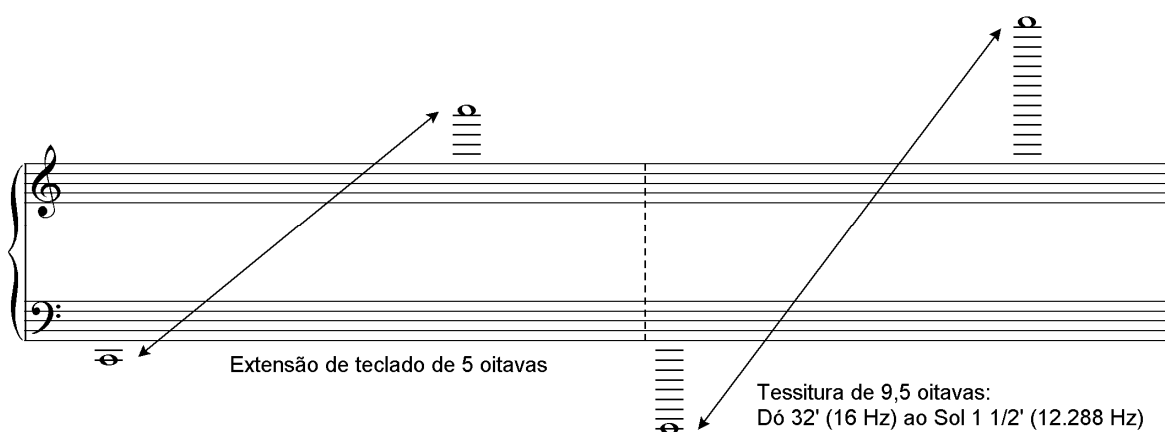 Extensão de teclado de 5 oitavas
Tessitura de 9,5 oitavas:
Dó 32' (16 Hz) ao Sol 1 1/2' (12.288 Hz)